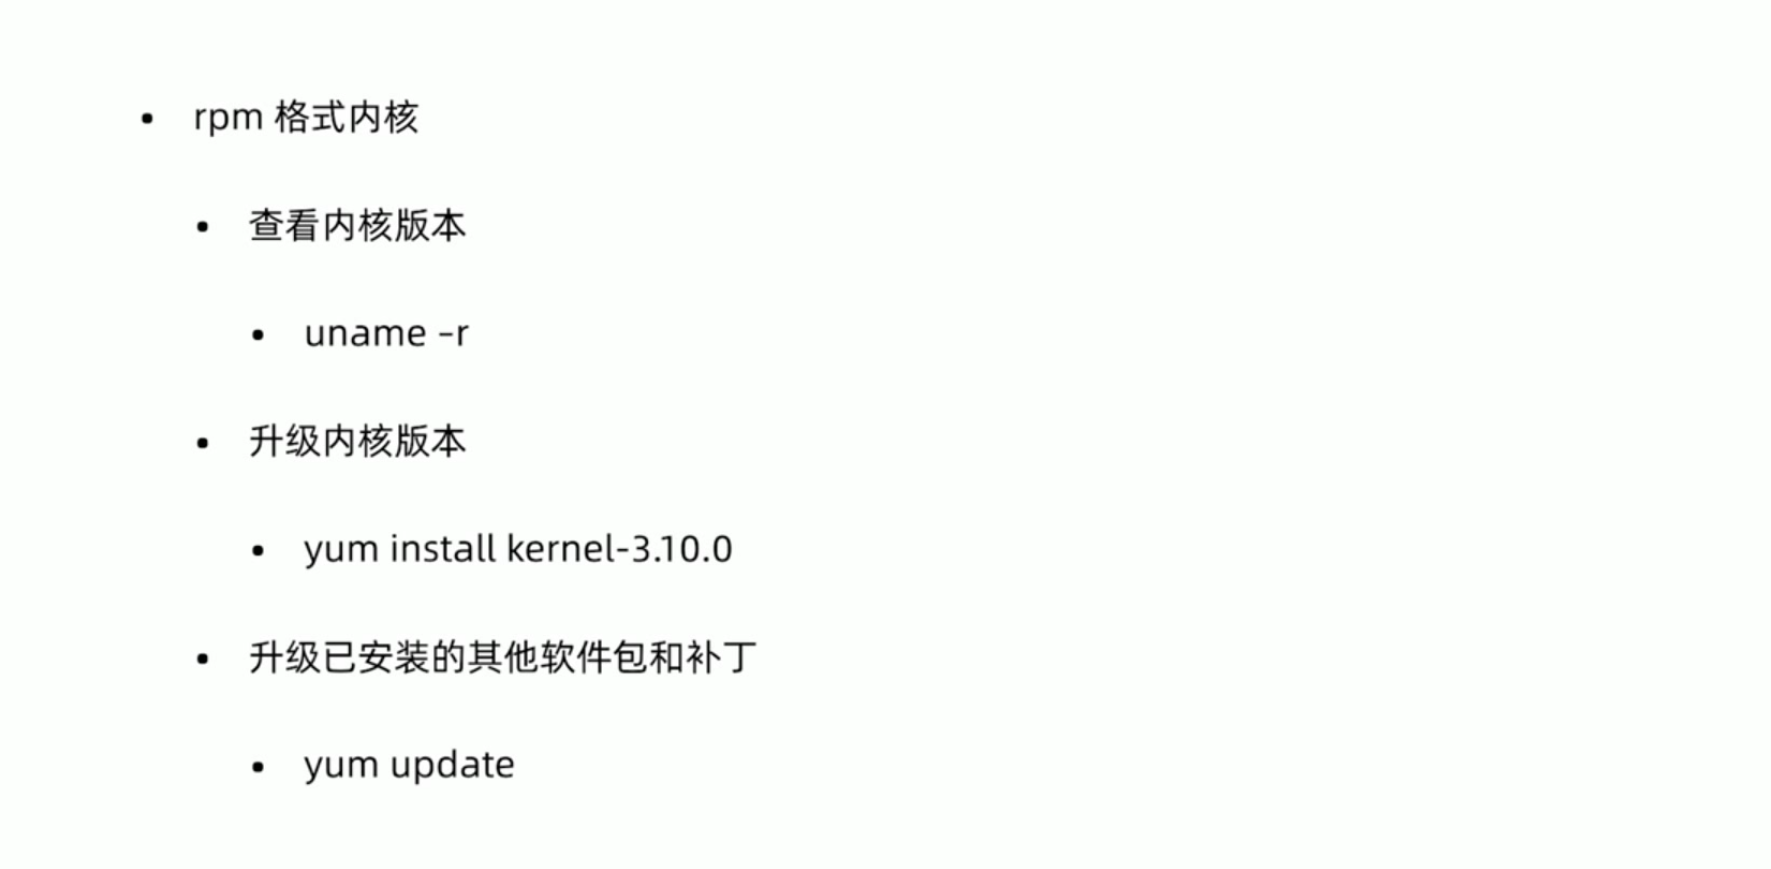 • rpm 格式内核
• 查看内核版本
• uname –r
• 升级内核版本
• yum install kernel-3.10.0
• 升级已安装的其他软件包和补丁
• yum update